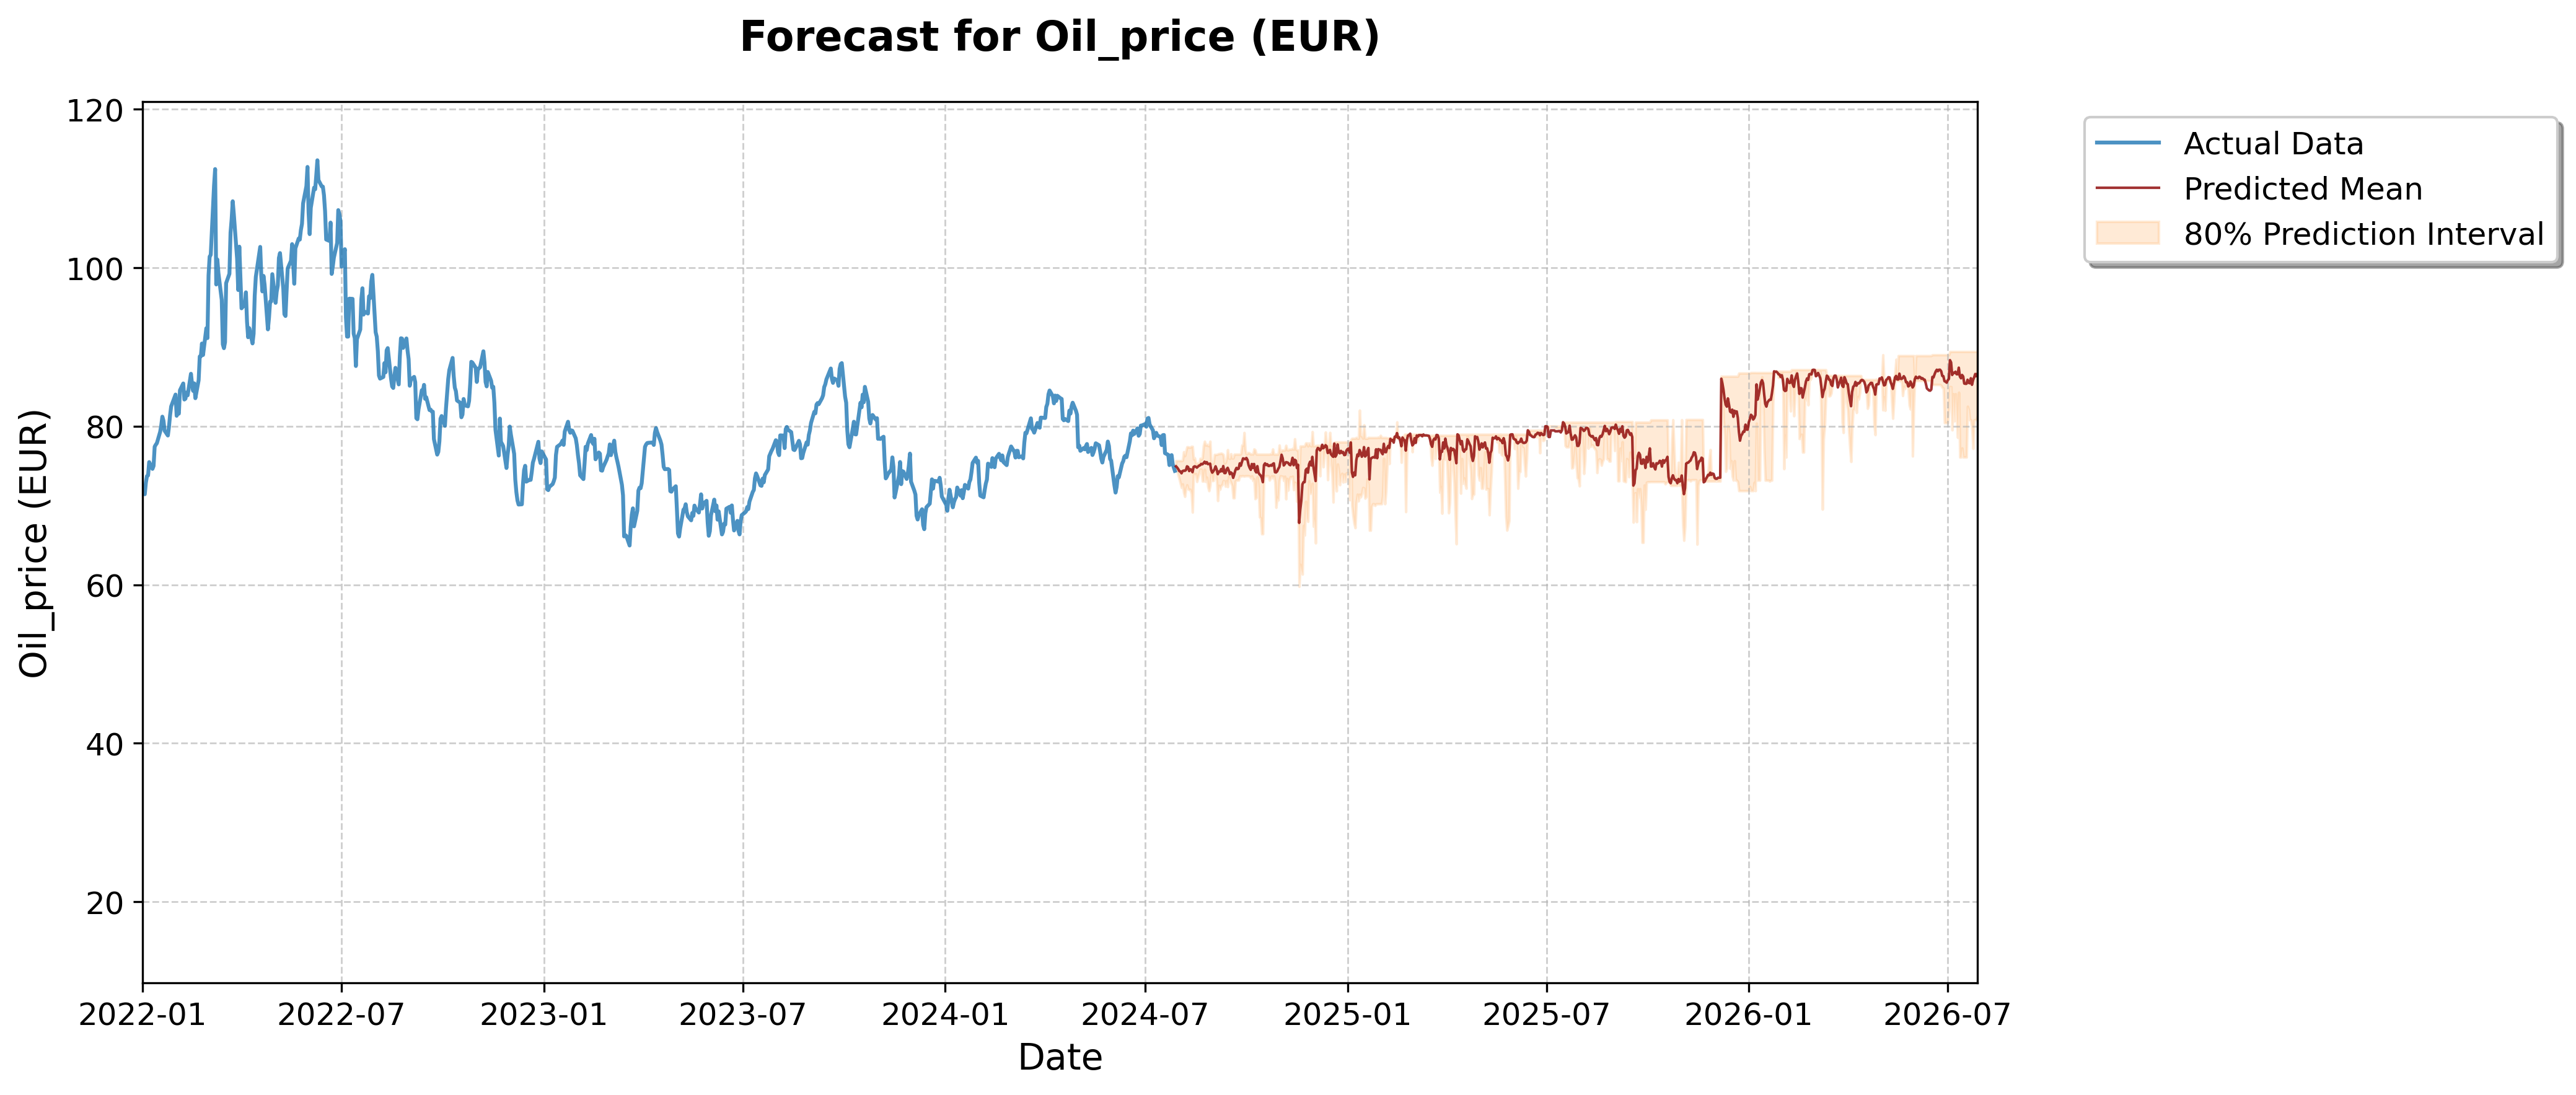 Forecast for Oil_price (EUR)
Actual Data
Predicted Mean
80% Prediction Interval
Oil_price (EUR)
120
100
80
60
40
20
2022-01 2022-07 2023-01 2023-07 2024-01 2024-07 2025-01 2025-07 2026-01 2026-07
Date